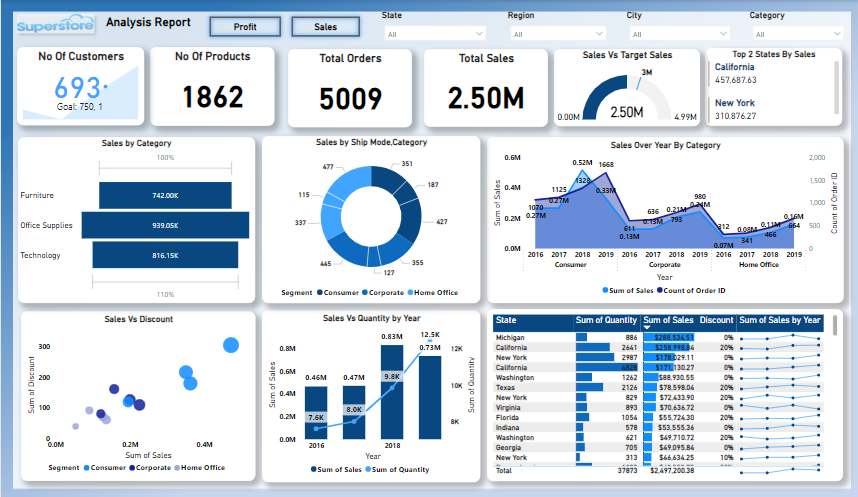 Superstore
Analysis Report
Profit
Sales
State
All
Region
All
City
All
Category
All
No Of Customers
693
Goal: 750, 1
No Of Products
1862
Total Orders
5009
Total Sales
2.50M
Sales Vs Target Sales
3M
0.00M
2.50M
4.99M
Top 2 States By Sales
California
457,687.63
New York
310,876.27
Sales by Category
100%
Furniture
742.00K
Office Supplies
939.05K
Technology
816.15K
110%
Sales by Ship Mode,Category
477
351
187
115
427
337
445
355
127
Segment Consumer Corporate Home Office
Sales Over Year By Category
Sum of Sales
0.6M
0.4M
0.2M
0.0M
1070
0.27M
1125
0.27M
0.52M
1328
1668
0.33M
611
0.13M
636
0.13M
0.21M
793
980
0.24M
312
0.07M
0.08M
341
0.11M
466
0.16M
664
2,000
1,500
1,000
500
0
Count of Order ID
2016 2017 2018 2019 2016 2017 2018 2019 2016 2017 2018 2019
Consumer Corporate Home Office
Year
Sum of Sales Count of Order ID
Sales Vs Discount
Sum of Discount
300
200
100
0
0.0M 0.2M 0.4M
Sum of Sales
Segment Consumer Corporate Home Office
Sales Vs Quantity by Year
Sum of Sales
0.8M
0.6M
0.4M
0.2M
0.0M
0.46M
0.47M
0.83M
0.73M
7.6K
8.0K
9.8K
12.5K
12K
10K
8K
Sum of Quantity
2016 2018
Year
Sum of Sales Sum of Quantity
State Sum of Quantity Sum of Sales Discount Sum of Sales by Year
Michigan 886 $288,534.51 0%
California 2641 $258,998.84 20%
New York 2987 $178,029.11 0%
California 4828 $171,130.27 0%
Washington 1262 $88,930.55 0%
Texas 2126 $78,598.04 20%
New York 829 $72,433.90 20%
Virginia 893 $70,636.72 0%
Florida 1054 $55,724.30 20%
Indiana 578 $53,555.36 0%
Washington 621 $49,710.72 20%
Georgia 705 $49,095.84 0%
New York 313 $46,634.25 10%
Total 37873 $2,497,200.38